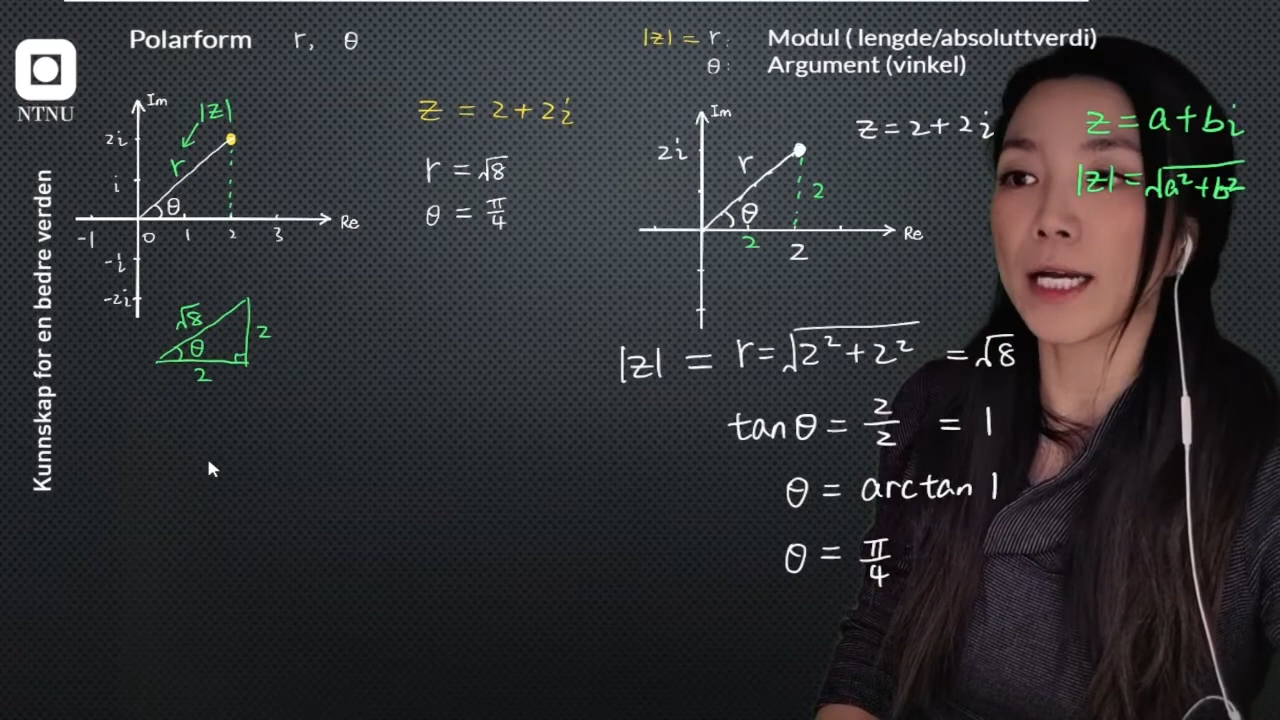 Polarform r, θ
NTNU
Kunnskap for en bedre verden
Im
|z|
2i
r
i
θ
-1 0 1 2 3 Re
-i
-2i
√8
θ
2
2
z = 2 + 2i
r = √8
θ = π/4
|z| = r: Modul ( lengde/absoluttverdi)
θ: Argument (vinkel)
Im
z = 2 + 2i
2i
r
2
θ
2
Re
2
z = a + bi
|z| = √a² + b²
|z| = r = √2² + 2² = √8
tan θ = 2/2 = 1
θ = arctan 1
θ = π/4